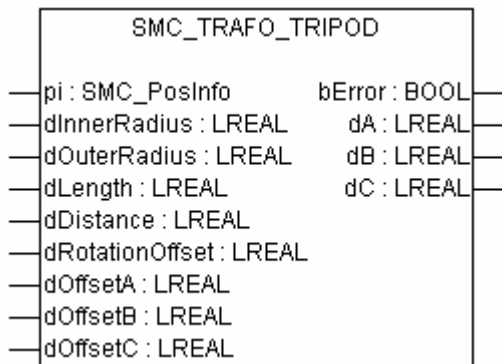 SMC_TRAFO_TRIPOD
pi : SMC_PosInfo bError : BOOL
dInnerRadius : LREAL dA : LREAL
dOuterRadius : LREAL dB : LREAL
dLength : LREAL dC : LREAL
dDistance : LREAL
dRotationOffset : LREAL
dOffsetA : LREAL
dOffsetB : LREAL
dOffsetC : LREAL